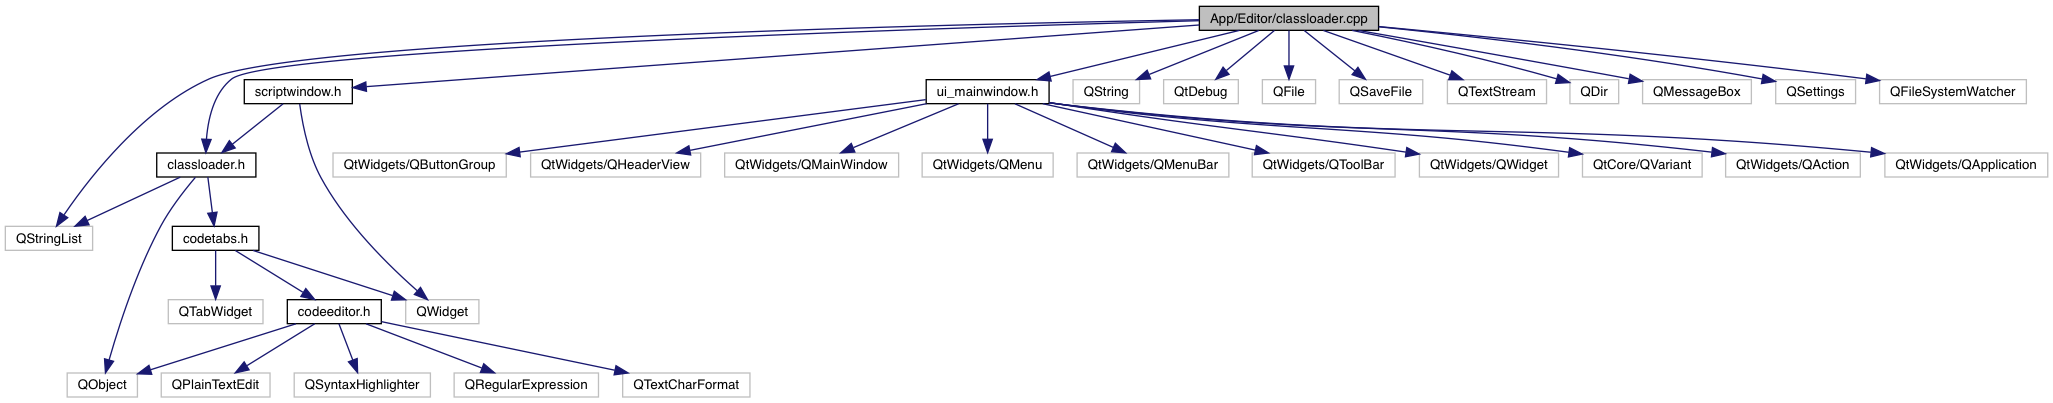 App/Editor/classloader.cpp
scriptwindow.h
ui_mainwindow.h
QString
QtDebug
QFile
QSaveFile
QTextStream
QDir
QMessageBox
QSettings
QFileSystemWatcher
classloader.h
QtWidgets/QButtonGroup
QtWidgets/QHeaderView
QtWidgets/QMainWindow
QtWidgets/QMenu
QtWidgets/QMenuBar
QtWidgets/QToolBar
QtWidgets/QWidget
QtCore/QVariant
QtWidgets/QAction
QtWidgets/QApplication
QStringList
codetabs.h
QTabWidget
codeeditor.h
QWidget
QObject
QPlainTextEdit
QSyntaxHighlighter
QRegularExpression
QTextCharFormat